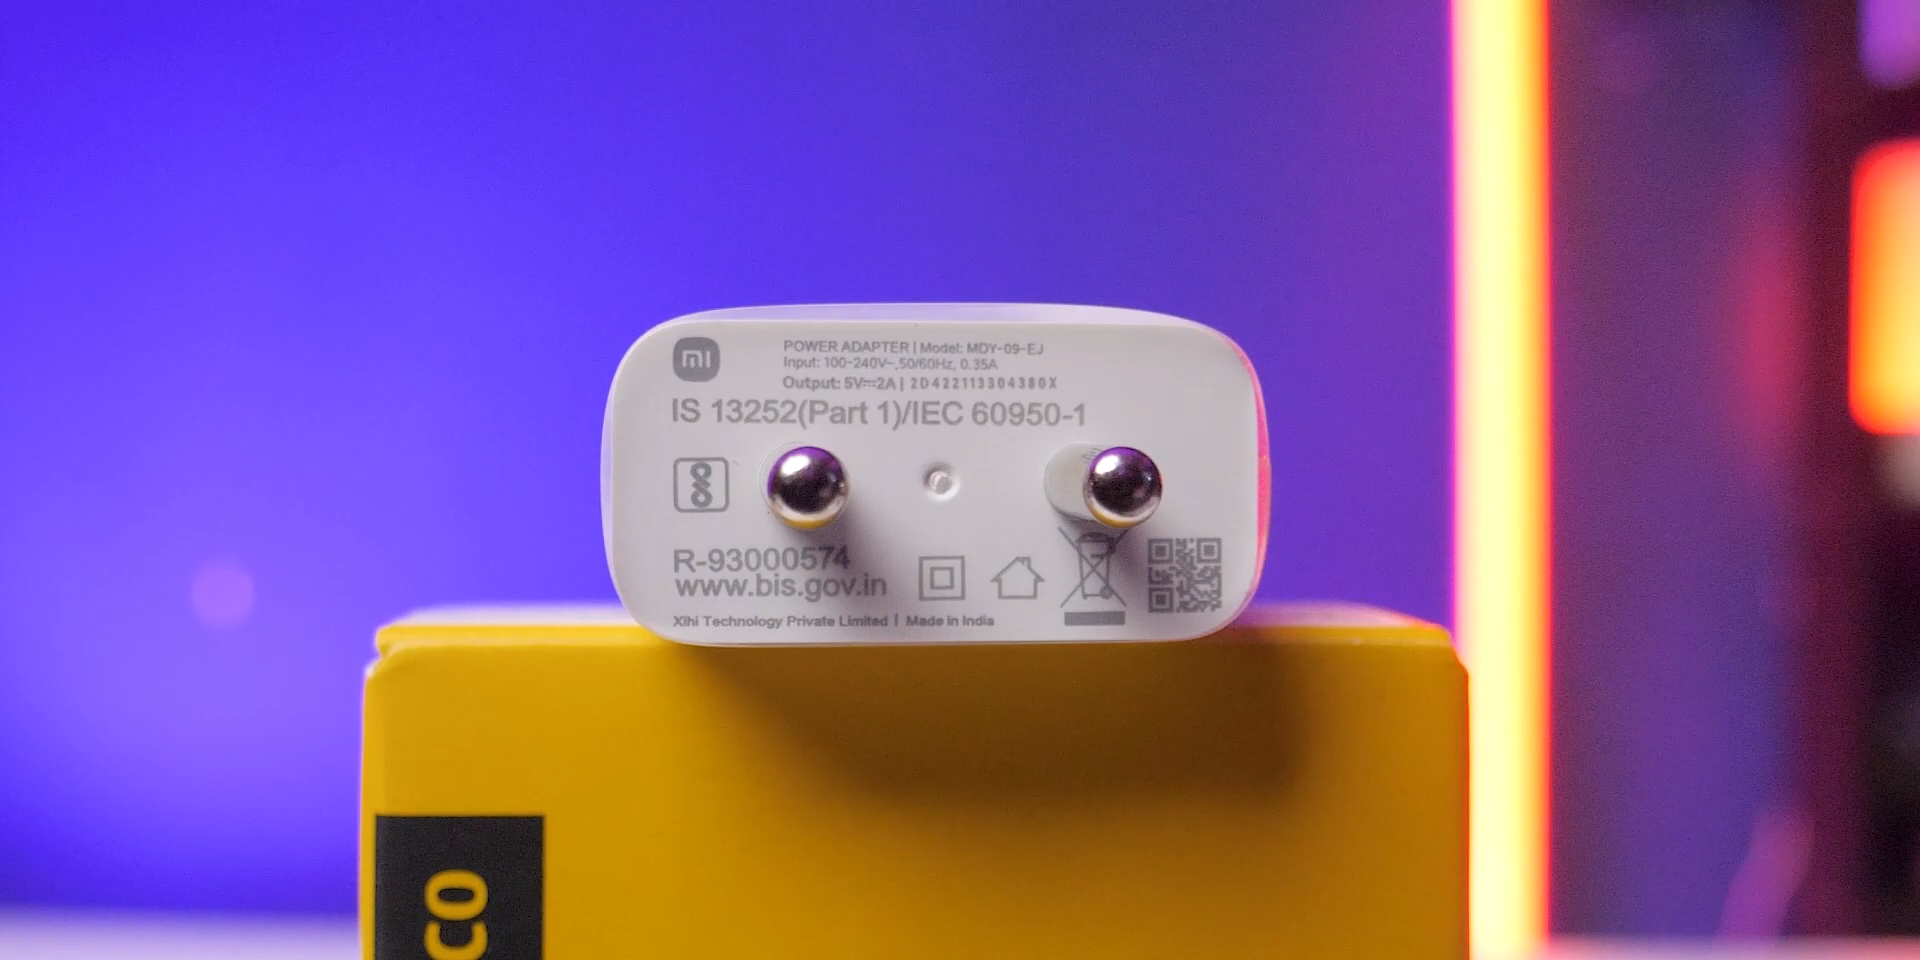 mi
POWER ADAPTER | Model: MDY-09-EJ
Input: 100-240V~,50/60Hz, 0.35A
Output: 5V⎓2A | 2D422113304380X
IS 13252(Part 1)/IEC 60950-1
R-93000574
www.bis.gov.in
Xihi Technology Private Limited | Made in India
CO